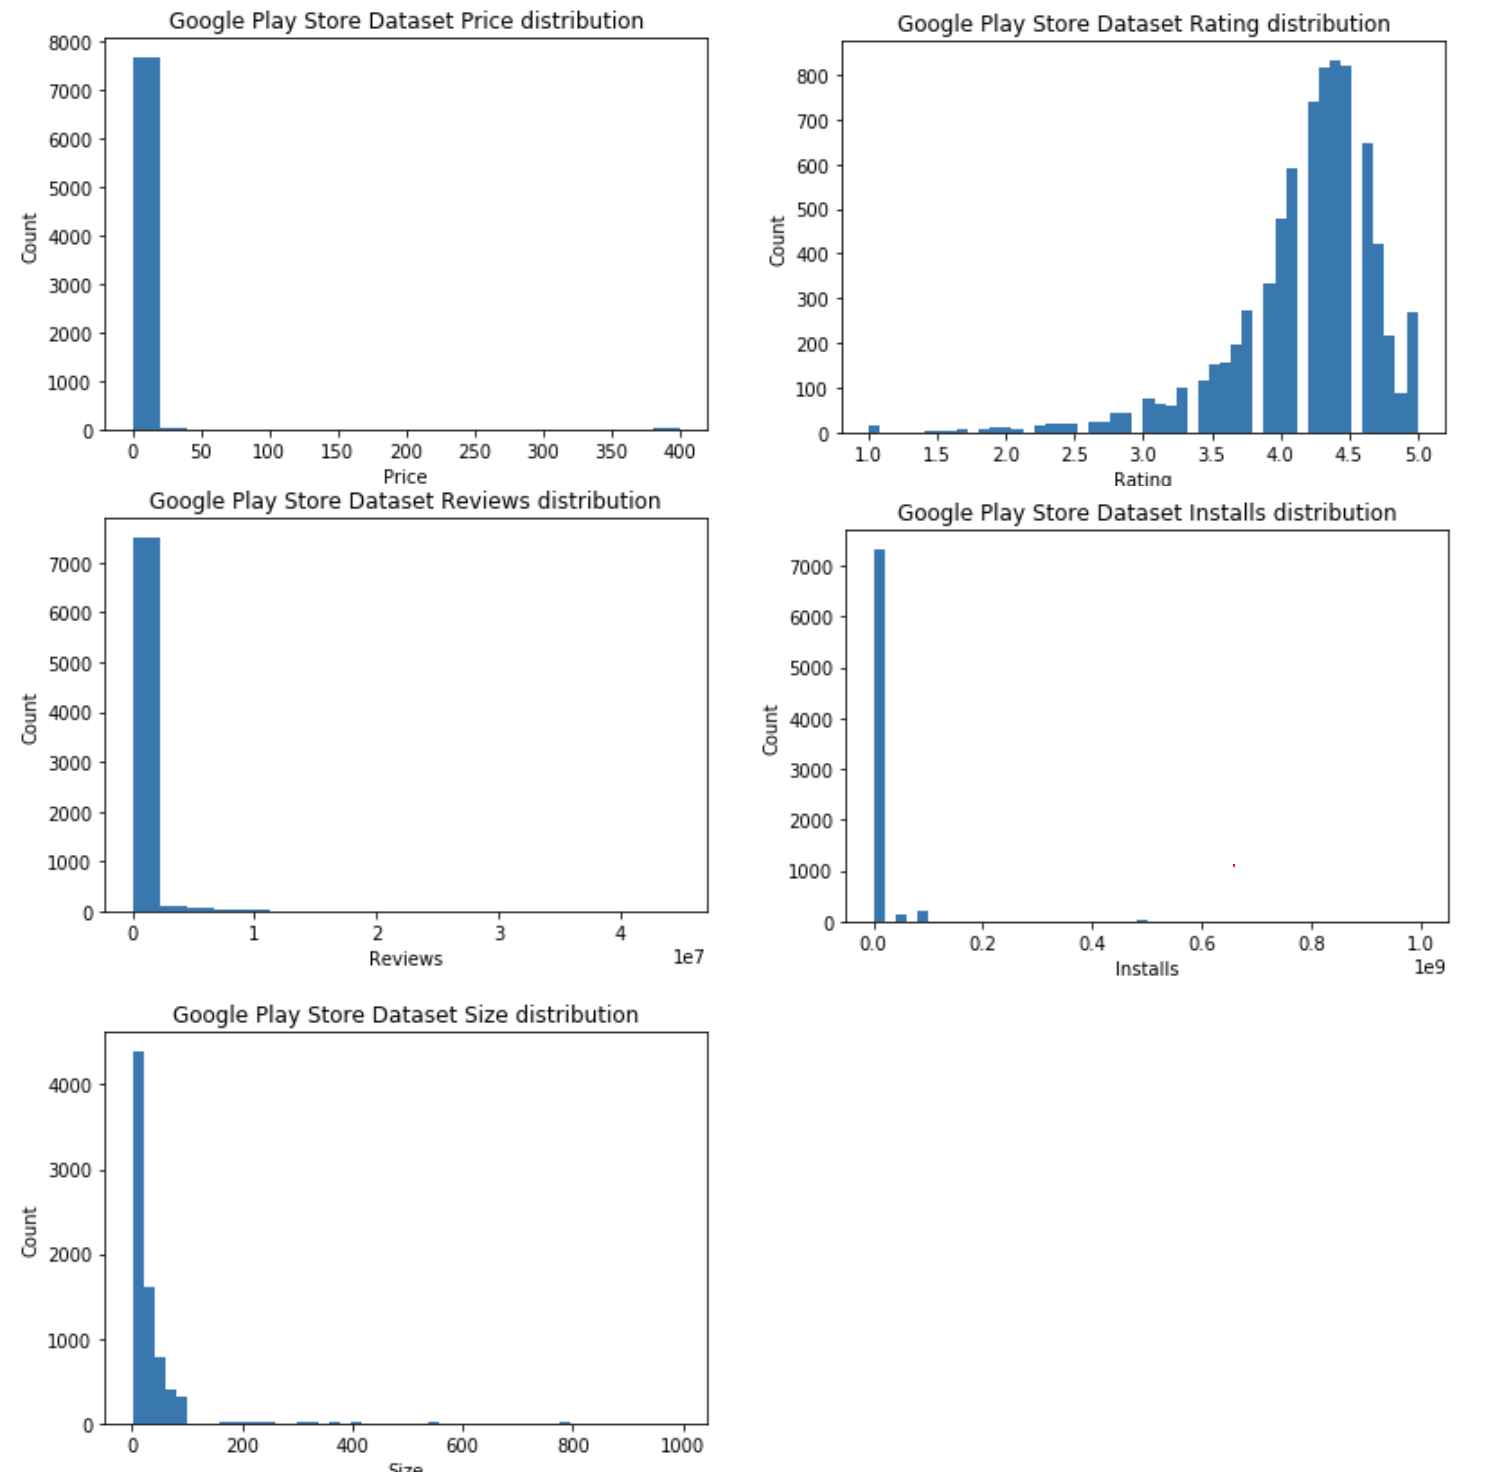 Google Play Store Dataset Price distribution
8000
7000
6000
5000
4000
3000
2000
1000
0
Count
0 50 100 150 200 250 300 350 400
Price
Google Play Store Dataset Rating distribution
800
700
600
500
400
300
200
100
0
Count
1.0 1.5 2.0 2.5 3.0 3.5 4.0 4.5 5.0
Rating
Google Play Store Dataset Reviews distribution
7000
6000
5000
4000
3000
2000
1000
0
Count
0 1 2 3 4
1e7
Reviews
Google Play Store Dataset Installs distribution
7000
6000
5000
4000
3000
2000
1000
0
Count
0.0 0.2 0.4 0.6 0.8 1.0
1e9
Installs
Google Play Store Dataset Size distribution
4000
3000
2000
1000
0
Count
0 200 400 600 800 1000
Size